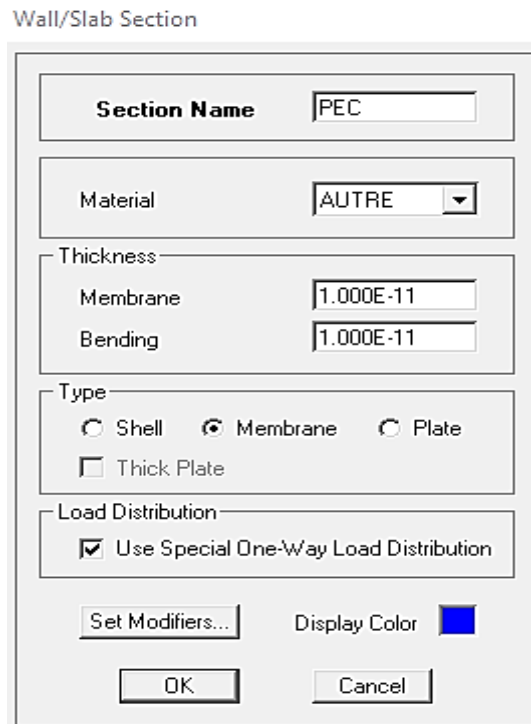 Wall/Slab Section
Section Name PEC
Material AUTRE
Thickness
Membrane 1.000E-11
Bending 1.000E-11
Type
Shell Membrane Plate
Thick Plate
Load Distribution
Use Special One-Way Load Distribution
Set Modifiers... Display Color
OK Cancel